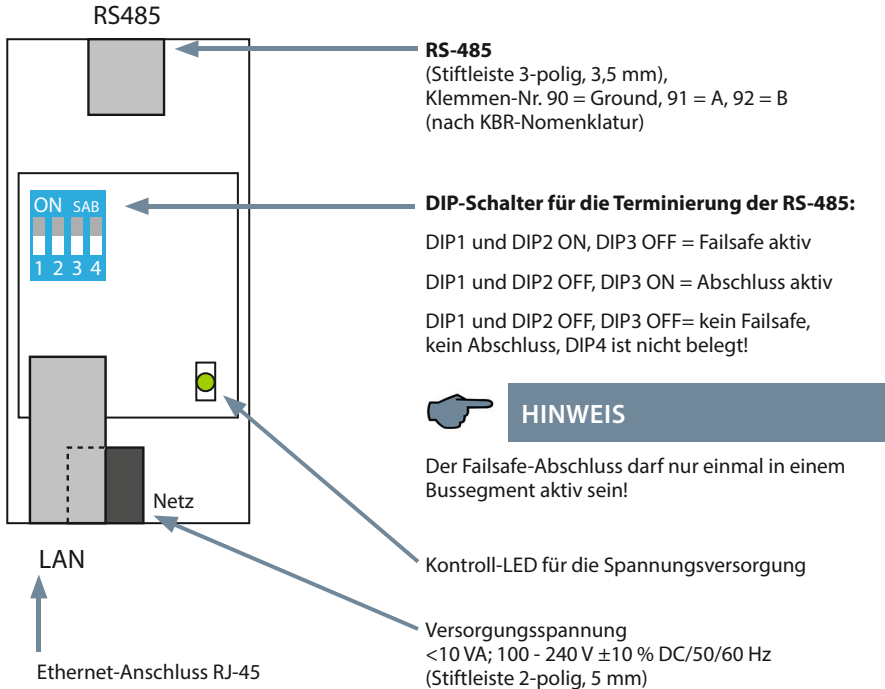 RS485
RS-485
(Stiftleiste 3-polig, 3,5 mm),
Klemmen-Nr. 90 = Ground, 91 = A, 92 = B
(nach KBR-Nomenklatur)
ON SAB
1 2 3 4
DIP-Schalter für die Terminierung der RS-485:
DIP1 und DIP2 ON, DIP3 OFF = Failsafe aktiv
DIP1 und DIP2 OFF, DIP3 ON = Abschluss aktiv
DIP1 und DIP2 OFF, DIP3 OFF= kein Failsafe,
kein Abschluss, DIP4 ist nicht belegt!
HINWEIS
Der Failsafe-Abschluss darf nur einmal in einem
Bussegment aktiv sein!
Netz
LAN
Kontroll-LED für die Spannungsversorgung
Versorgungsspannung
<10 VA; 100 - 240 V ±10 % DC/50/60 Hz
(Stiftleiste 2-polig, 5 mm)
Ethernet-Anschluss RJ-45